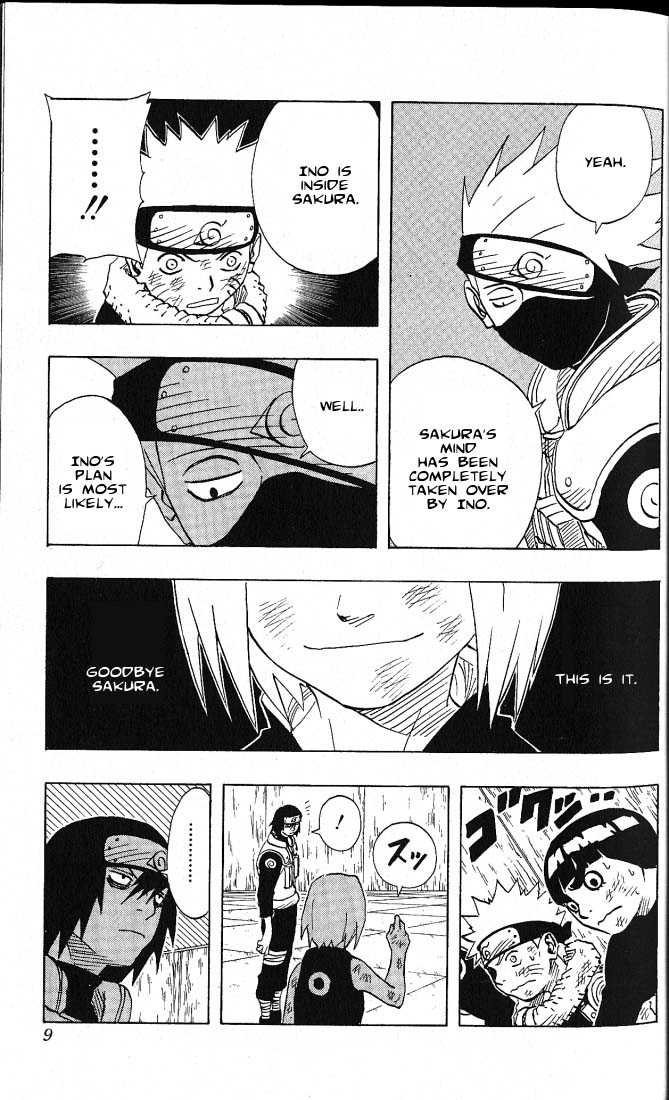 YEAH.
SAKURA'S
MIND
HAS BEEN
COMPLETELY
TAKEN OVER
BY INO.
INO IS
INSIDE
SAKURA.
......!!
WELL..
INO'S
PLAN
IS MOST
LIKELY...
THIS IS IT.
GOODBYE
SAKURA.
ゴクッ
スッ
!
.........
9